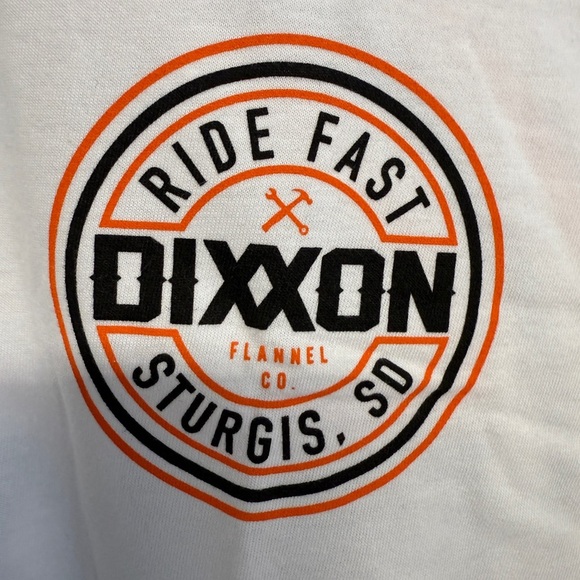 RIDE FAST
DIXXON
FLANNEL
CO.
STURGIS, SD